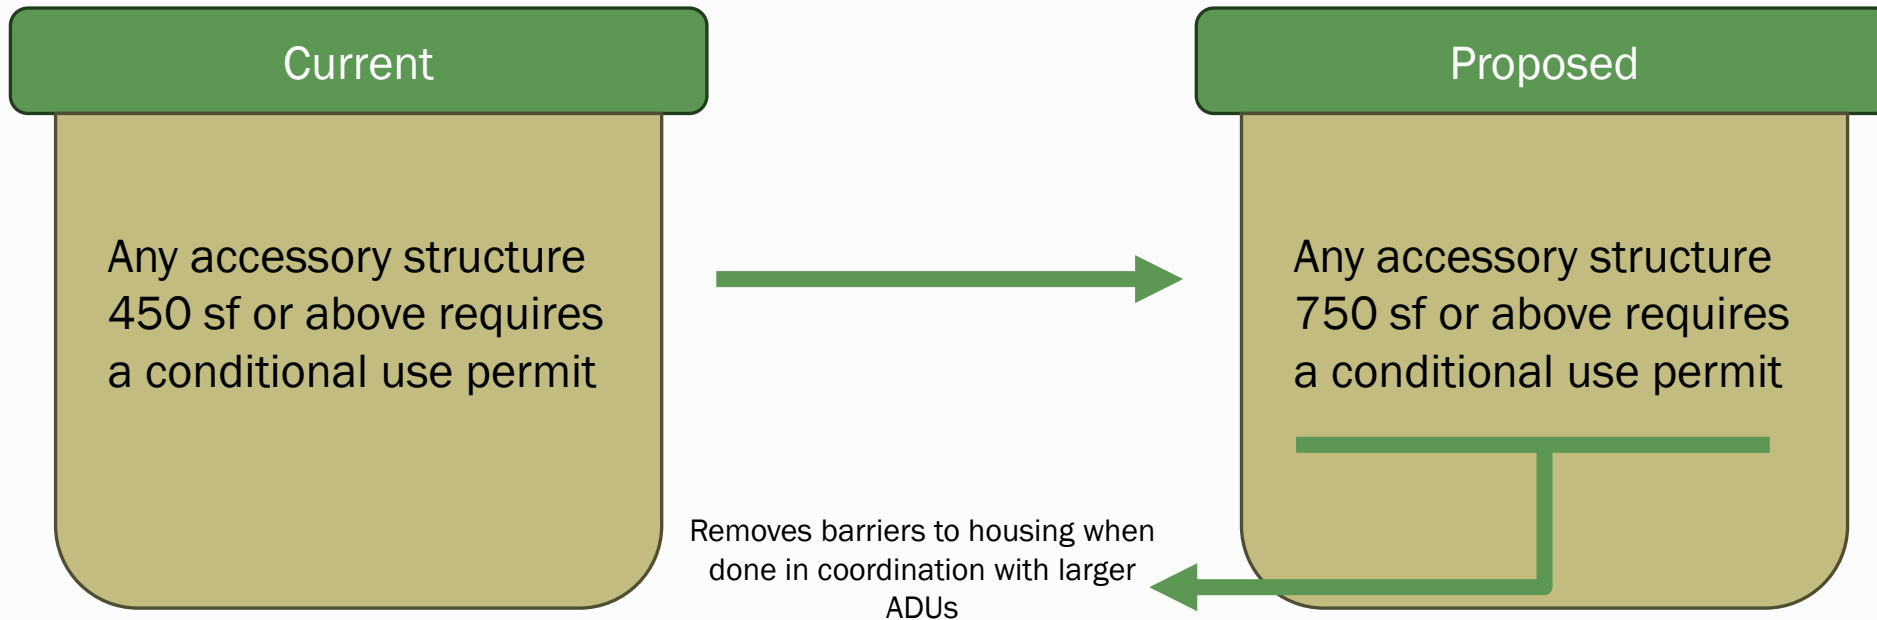 Current
Any accessory structure
450 sf or above requires
a conditional use permit
Proposed
Any accessory structure
750 sf or above requires
a conditional use permit
Removes barriers to housing when
done in coordination with larger
ADUs